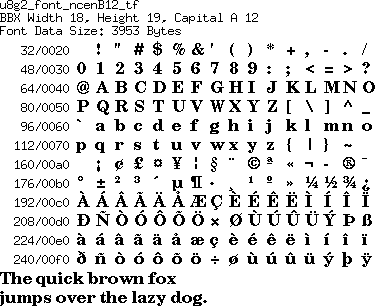 u8g2_font_ncenB12_tf
BBX Width 18, Height 19, Capital A 12
Font Data Size: 3953 Bytes
32/0020 ! " # $ % & ' ( ) * + , - . /
48/0030 0 1 2 3 4 5 6 7 8 9 : ; < = > ?
64/0040 @ A B C D E F G H I J K L M N O
80/0050 P Q R S T U V W X Y Z [ \ ] ^ _
96/0060 ` a b c d e f g h i j k l m n o
112/0070 p q r s t u v w x y z { | } ~
160/00a0 ¡ ¢ £ ¤ ¥ ¦ § ¨ © ª « ¬ - ® ¯
176/00b0 ° ± ² ³ ´ µ ¶ · ¸ ¹ º » ¼ ½ ¾ ¿
192/00c0 À Á Â Ã Ä Å Æ Ç È É Ê Ë Ì Í Î Ï
208/00d0 Ð Ñ Ò Ó Ô Õ Ö × Ø Ù Ú Û Ü Ý Þ ß
224/00e0 à á â ã ä å æ ç è é ê ë ì í î ï
240/00f0 ð ñ ò ó ô õ ö ÷ ø ù ú û ü ý þ ÿ
The quick brown fox
jumps over the lazy dog.